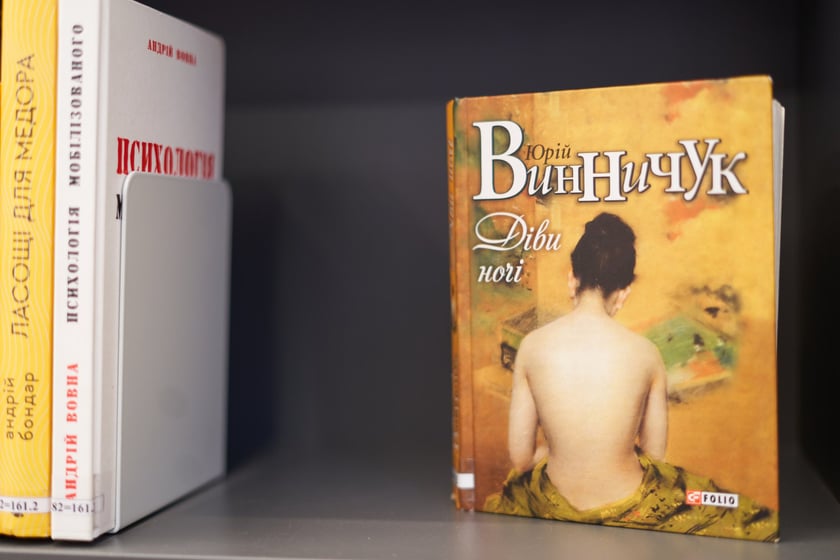 андрій бондар
ЛАСОЩІ ДЛЯ МЕДОРА
2=161.2
АНДРІЙ ВОВНА
ПСИХОЛОГІЯ МОБІЛІЗОВАНОГО
82=161.
АНДРІЙ ВОВНА
ПСИХОЛОГІЯ
М
Юрій
Винничук
Діви
ночі
FOLIO